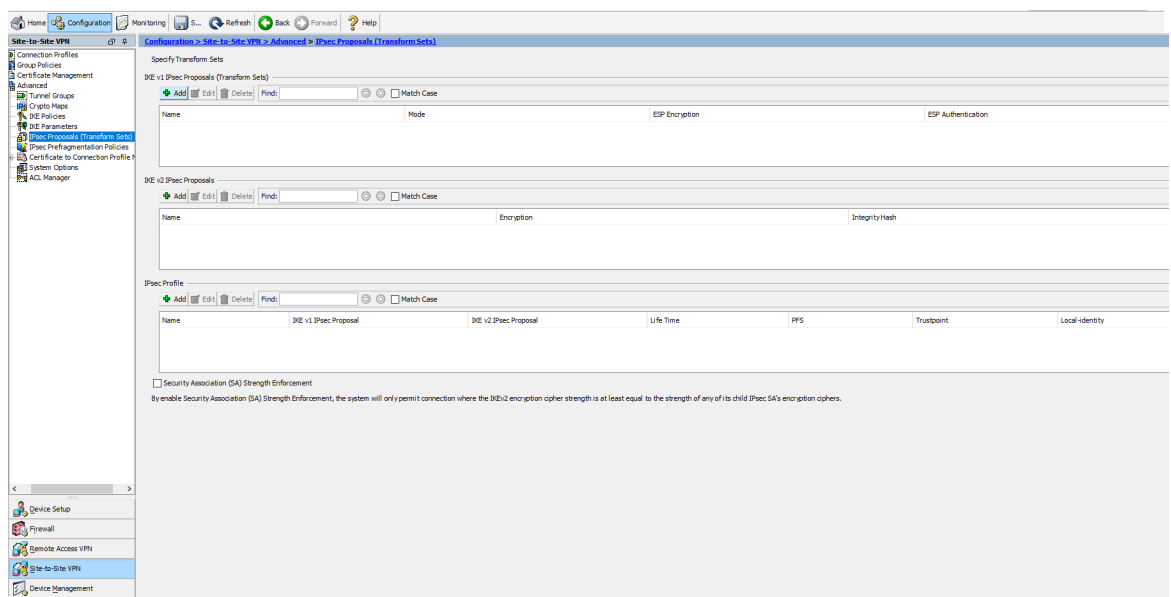 Home Configuration Monitoring S... Refresh Back Forward Help
Site-to-Site VPN
Configuration > Site-to-Site VPN > Advanced > IPsec Proposals (Transform Sets)
Connection Profiles
Group Policies
Certificate Management
Advanced
Tunnel Groups
Crypto Maps
IKE Policies
IKE Parameters
IPsec Proposals (Transform Sets)
IPsec Prefragmentation Policies
Certificate to Connection Profile M
System Options
ACL Manager
Specify Transform Sets
IKE v1 IPsec Proposals (Transform Sets)
Add Edit Delete Find: Match Case
Name Mode ESP Encryption ESP Authentication
IKE v2 IPsec Proposals
Add Edit Delete Find: Match Case
Name Encryption Integrity Hash
IPsec Profile
Add Edit Delete Find: Match Case
Name IKE v1 IPsec Proposal IKE v2 IPsec Proposal Life Time PFS Trustpoint Local-identity
Security Association (SA) Strength Enforcement
By enable Security Association (SA) Strength Enforcement, the system will only permit connection where the IKEv2 encryption cipher strength is at least equal to the strength of any of its child IPsec SA's encryption ciphers.
Device Setup
Firewall
Remote Access VPN
Site-to-Site VPN
Device Management